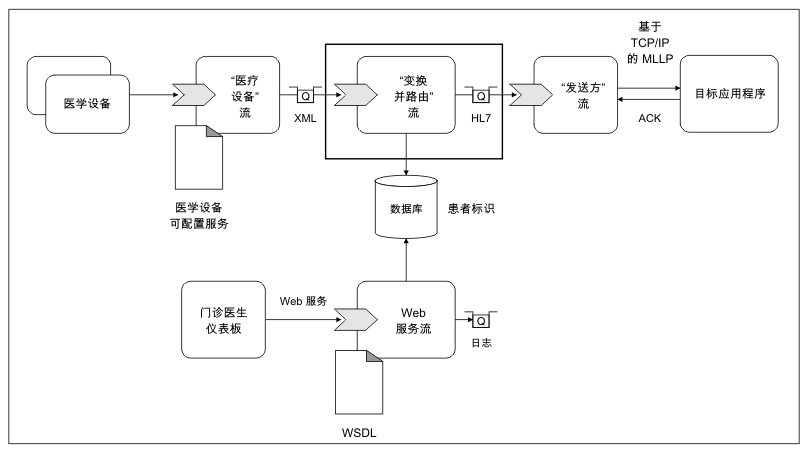 基于
TCP/IP
的 MLLP
医学设备
“医疗
设备”
流
Q
XML
“变换
并路由”
流
Q
HL7
“发送方”
流
ACK
目标应用程序
医学设备
可配置服务
数据库
患者标识
门诊医生
仪表板
Web 服务
Web
服务流
Q
日志
WSDL